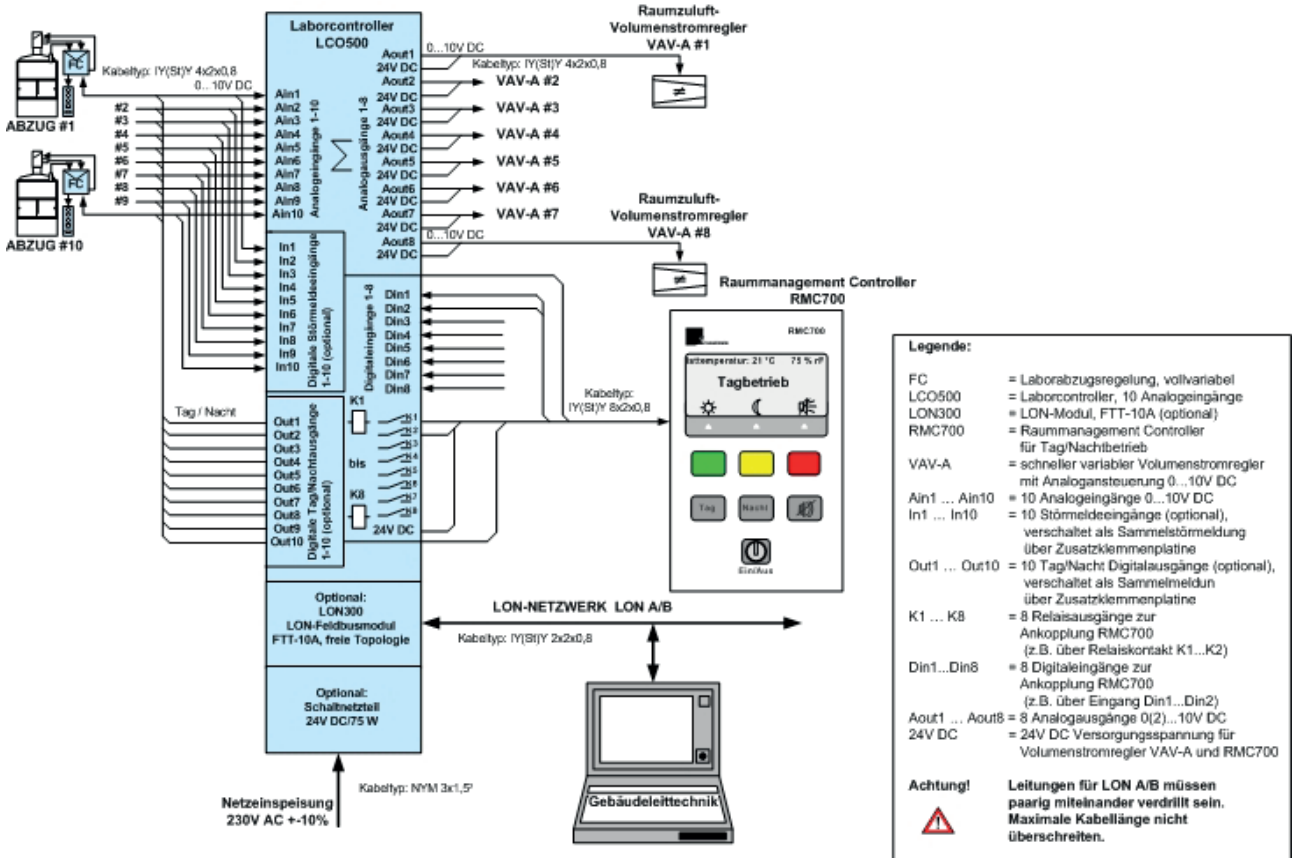 Laborcontroller
LCO500
FC
Kabeltyp: IY(St)Y 4x2x0,8
0...10V DC
ABZUG #1
#2
#3
#4
#5
#6
#7
#8
#9
FC
ABZUG #10
Ain1
Ain2
Ain3
Ain4
Ain5
Ain6
Ain7
Ain8
Ain9
Ain10
Analogeingänge 1-10
Σ
Analogausgänge 1-8
Aout1
24V DC
Aout2
24V DC
Aout3
24V DC
Aout4
24V DC
Aout5
24V DC
Aout6
24V DC
Aout7
24V DC
Aout8
24V DC
0...10V DC
Kabeltyp: IY(St)Y 4x2x0,8
Raumzuluft-
Volumenstromregler
VAV-A #1
≠
VAV-A #2
VAV-A #3
VAV-A #4
VAV-A #5
VAV-A #6
VAV-A #7
0...10V DC
Raumzuluft-
Volumenstromregler
VAV-A #8
≠
In1
In2
In3
In4
In5
In6
In7
In8
In9
In10
Digitale Störmeldeeingänge
1-10 (optional)
Digitaleingänge 1-8
Din1
Din2
Din3
Din4
Din5
Din6
Din7
Din8
Tag / Nacht
Out1
Out2
Out3
Out4
Out5
Out6
Out7
Out8
Out9
Out10
Digitale Tag/Nachtausgänge
1-10 (optional)
K1
bis
K8
K1
K2
K3
K4
K5
K6
K7
K8
24V DC
Kabeltyp:
IY(St)Y 8x2x0,8
Raummanagement Controller
RMC700
RMC700
attemperatur: 21 °C 75 % rF
Tagbetrieb
Tag
Nacht
Ein/Aus
Optional:
LON300
LON-Feldbusmodul
FTT-10A, freie Topologie
LON-NETZWERK LON A/B
Kabeltyp: IY(St)Y 2x2x0,8
Optional:
Schaltnetzteil
24V DC/75 W
Netzeinspeisung
230V AC +-10%
Kabeltyp: NYM 3x1,5²
Gebäudeleittechnik
Legende:
FC = Laborabzugsregelung, vollvariabel
LCO500 = Laborcontroller, 10 Analogeingänge
LON300 = LON-Modul, FTT-10A (optional)
RMC700 = Raummanagement Controller
für Tag/Nachtbetrieb
VAV-A = schneller variabler Volumenstromregler
mit Analogansteuerung 0...10V DC
Ain1 ... Ain10 = 10 Analogeingänge 0...10V DC
In1 ... In10 = 10 Störmeldeeingänge (optional),
verschaltet als Sammelstörmeldung
über Zusatzklemmenplatine
Out1 ... Out10 = 10 Tag/Nacht Digitalausgänge (optional),
verschaltet als Sammelmeldun
über Zusatzklemmenplatine
K1 ... K8 = 8 Relaisausgänge zur
Ankopplung RMC700
(z.B. über Relaiskontakt K1...K2)
Din1...Din8 = 8 Digitaleingänge zur
Ankopplung RMC700
(z.B. über Eingang Din1...Din2)
Aout1 ... Aout8 = 8 Analogausgänge 0(2)...10V DC
24V DC = 24V DC Versorgungsspannung für
Volumenstromregler VAV-A und RMC700
Achtung! Leitungen für LON A/B müssen
paarig miteinander verdrillt sein.
Maximale Kabellänge nicht
überschreiten.